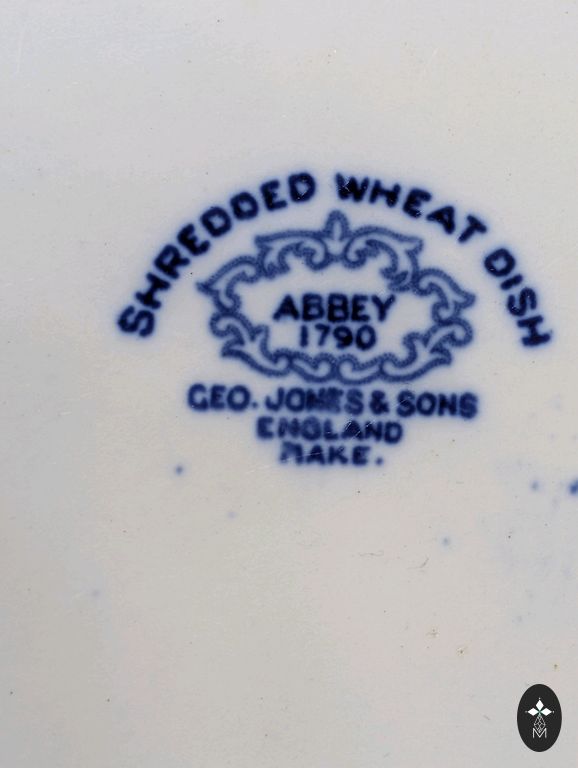 SHREDDED WHEAT DISH
ABBEY
1790
GEO. JONES & SONS
ENGLAND
MAKE.
M